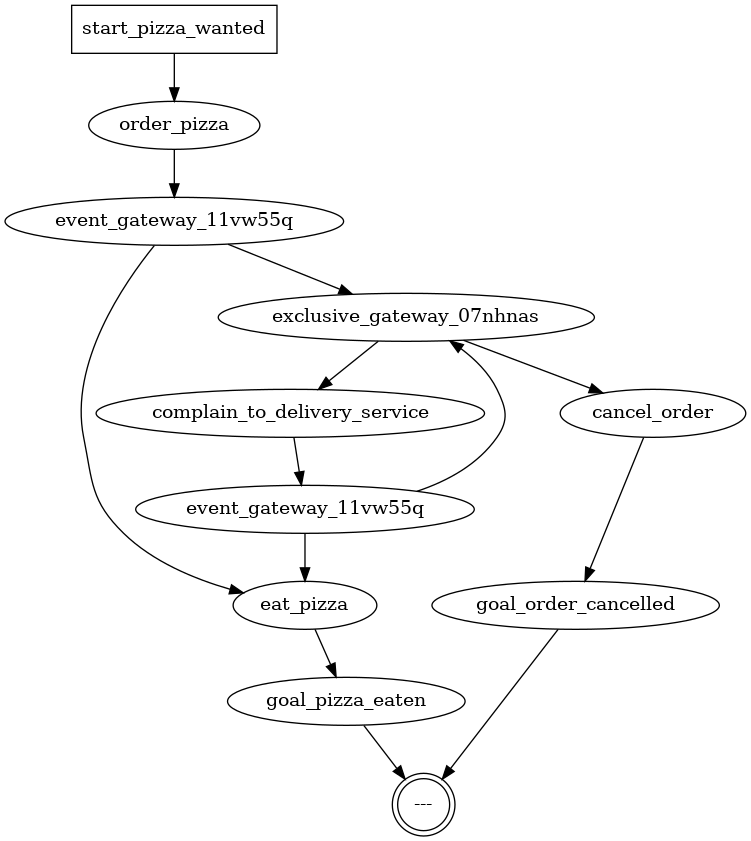 start_pizza_wanted
order_pizza
event_gateway_11vw55q
exclusive_gateway_07nhnas
complain_to_delivery_service
cancel_order
event_gateway_11vw55q
eat_pizza
goal_order_cancelled
goal_pizza_eaten
---